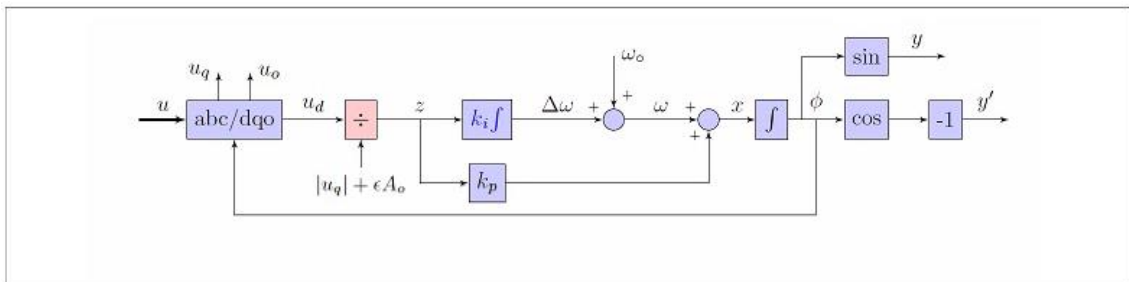 sin y
u_q u_o ω_o
u abc/dqo u_d ÷ z k_i∫ Δω + + ω + + x ∫ ϕ cos -1 y′
|u_q| + ϵA_o k_p